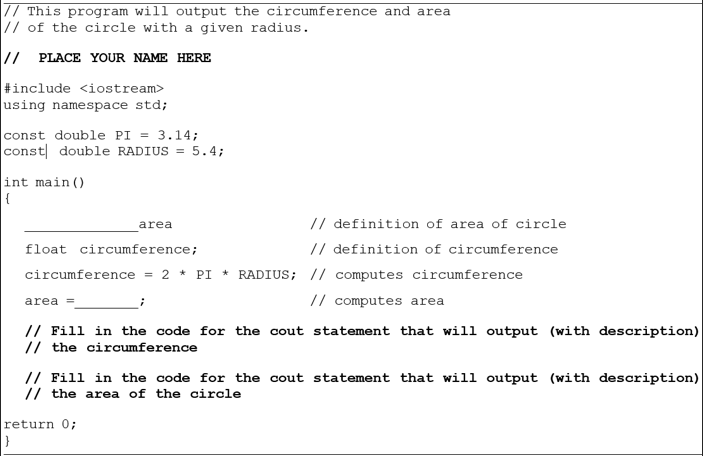 // This program will output the circumference and area
// of the circle with a given radius.
// PLACE YOUR NAME HERE
#include <iostream>
using namespace std;
const double PI = 3.14;
const| double RADIUS = 5.4;
int main()
{
_____________area // definition of area of circle
float circumference; // definition of circumference
circumference = 2 * PI * RADIUS; // computes circumference
area =________; // computes area
// Fill in the code for the cout statement that will output (with description)
// the circumference
// Fill in the code for the cout statement that will output (with description)
// the area of the circle
return 0;
}